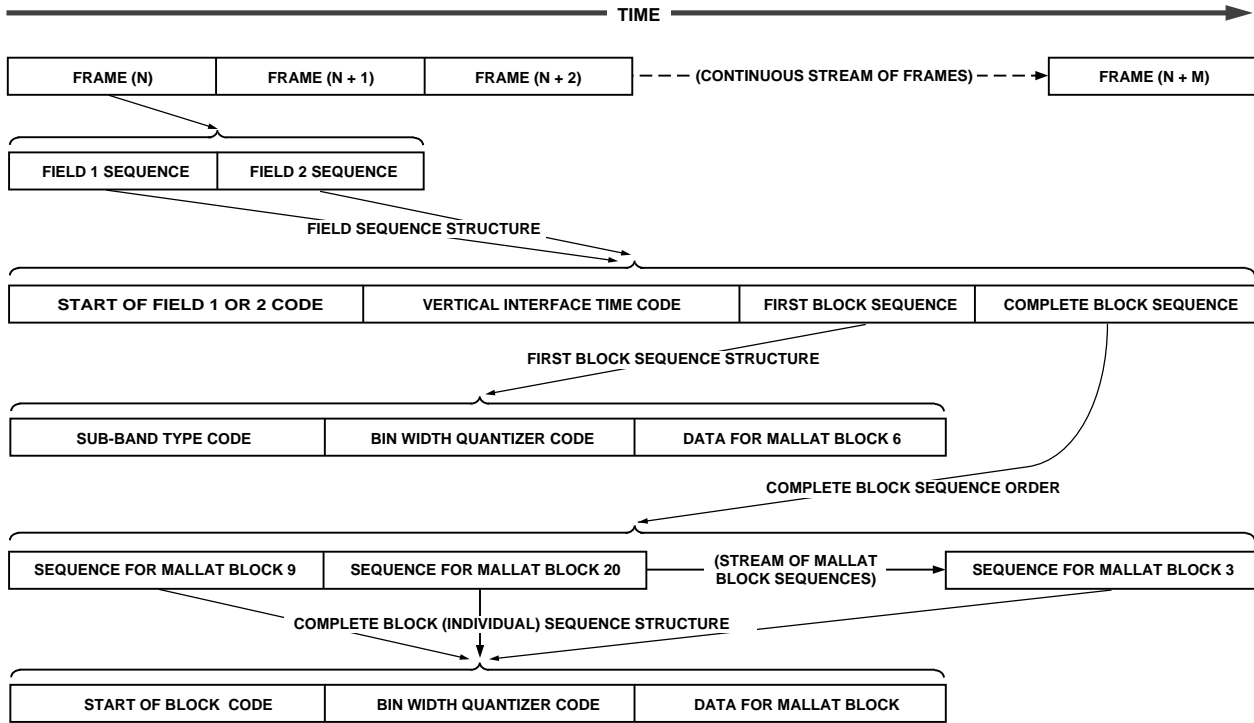 TIME
FRAME (N)
FRAME (N + 1)
FRAME (N + 2)
(CONTINUOUS STREAM OF FRAMES)
FRAME (N + M)
FIELD 1 SEQUENCE
FIELD 2 SEQUENCE
FIELD SEQUENCE STRUCTURE
START OF FIELD 1 OR 2 CODE
VERTICAL INTERFACE TIME CODE
FIRST BLOCK SEQUENCE
COMPLETE BLOCK SEQUENCE
FIRST BLOCK SEQUENCE STRUCTURE
SUB-BAND TYPE CODE
BIN WIDTH QUANTIZER CODE
DATA FOR MALLAT BLOCK 6
COMPLETE BLOCK SEQUENCE ORDER
SEQUENCE FOR MALLAT BLOCK 9
SEQUENCE FOR MALLAT BLOCK 20
(STREAM OF MALLAT
BLOCK SEQUENCES)
SEQUENCE FOR MALLAT BLOCK 3
COMPLETE BLOCK (INDIVIDUAL) SEQUENCE STRUCTURE
START OF BLOCK CODE
BIN WIDTH QUANTIZER CODE
DATA FOR MALLAT BLOCK